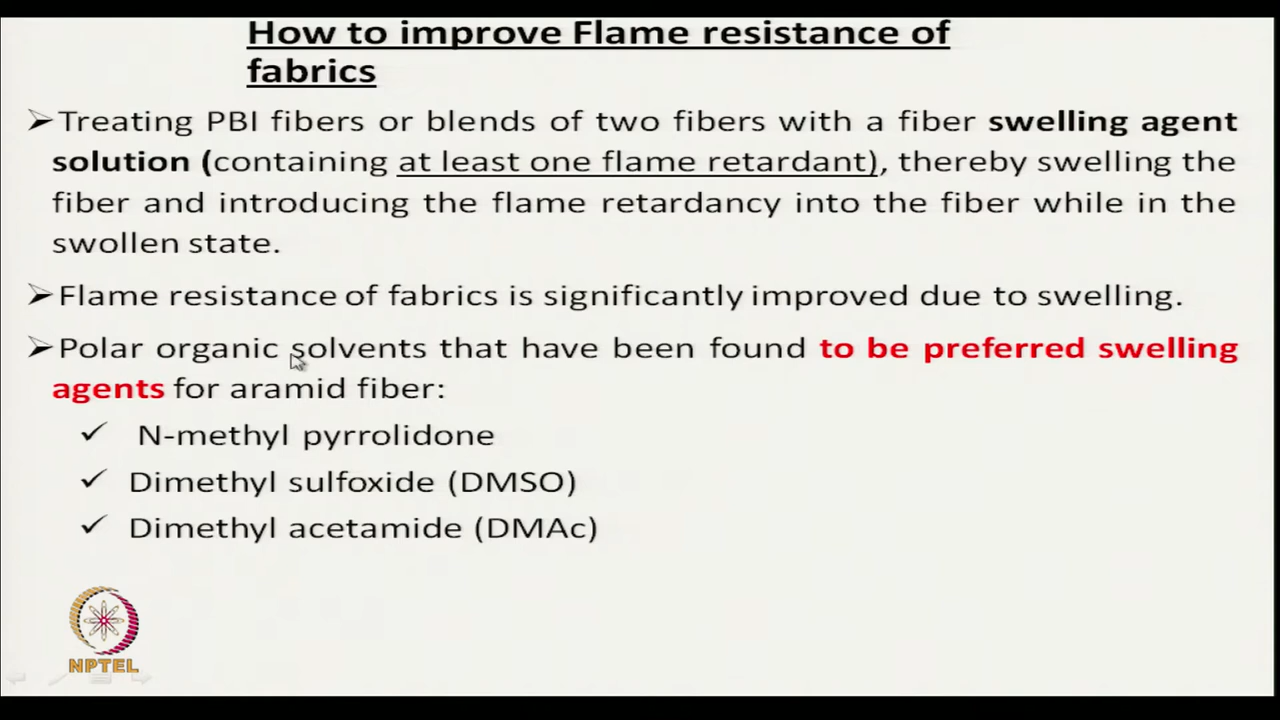 How to improve Flame resistance of
fabrics
➢Treating PBI fibers or blends of two fibers with a fiber swelling agent
solution (containing at least one flame retardant), thereby swelling the
fiber and introducing the flame retardancy into the fiber while in the
swollen state.
➢Flame resistance of fabrics is significantly improved due to swelling.
➢Polar organic solvents that have been found to be preferred swelling
agents for aramid fiber:
✓ N-methyl pyrrolidone
✓ Dimethyl sulfoxide (DMSO)
✓ Dimethyl acetamide (DMAc)
NPTEL